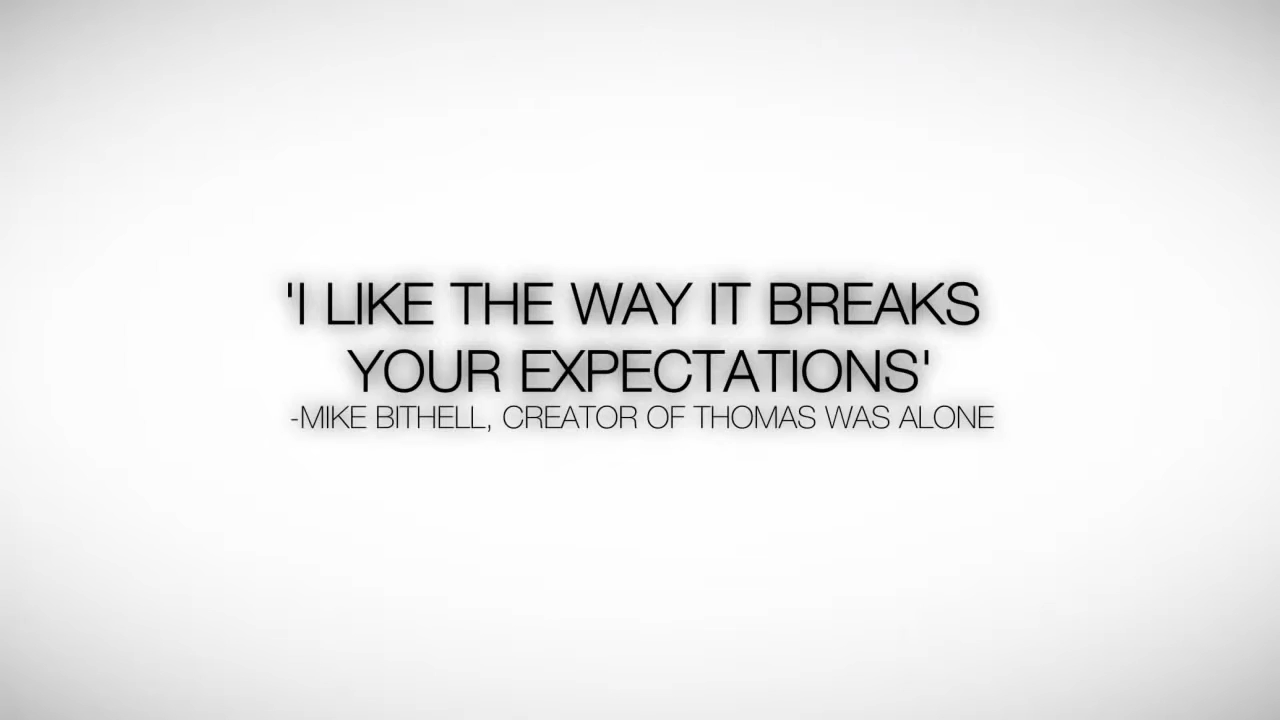 'I LIKE THE WAY IT BREAKS
YOUR EXPECTATIONS'
-MIKE BITHELL, CREATOR OF THOMAS WAS ALONE